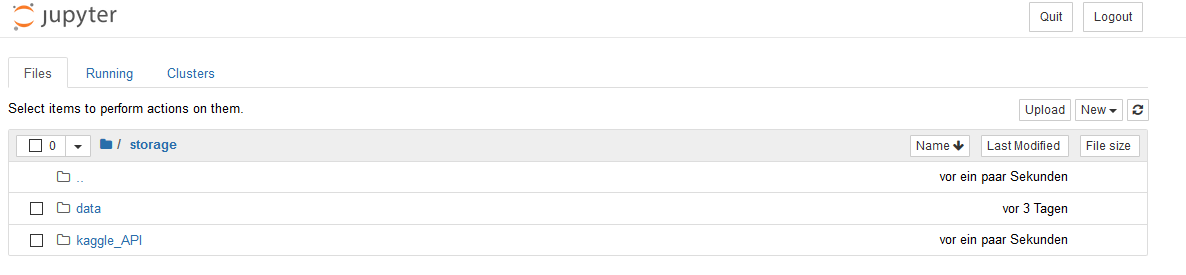 jupyter Quit Logout
Files Running Clusters
Select items to perform actions on them. Upload New
0 / storage Name Last Modified File size
.. vor ein paar Sekunden
data vor 3 Tagen
kaggle_API vor ein paar Sekunden